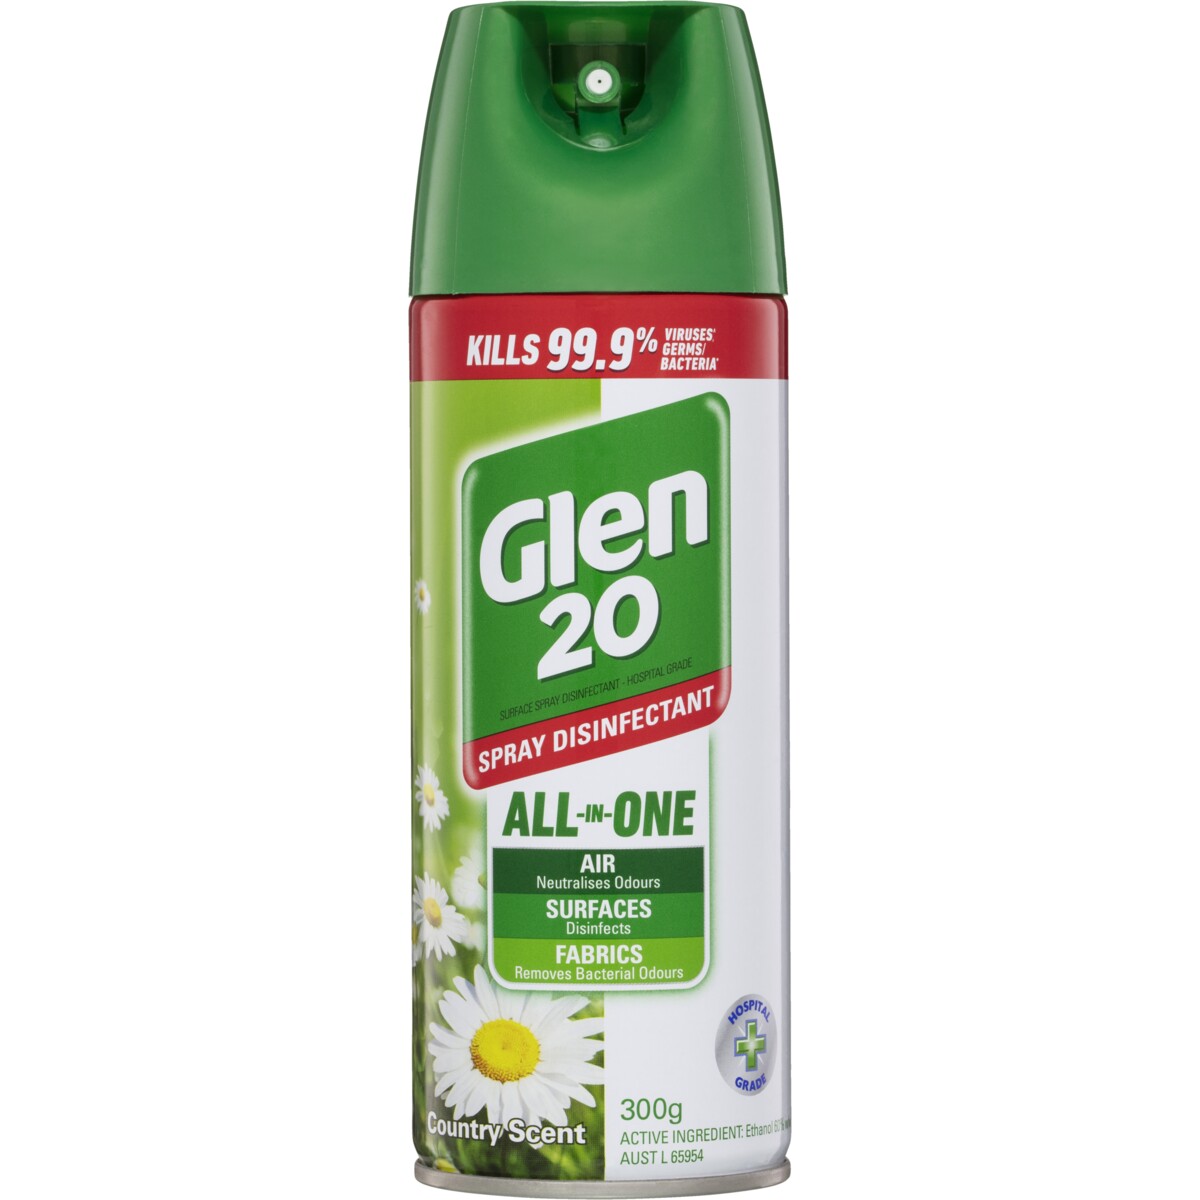 KILLS 99.9% VIRUSES,
GERMS/
BACTERIA*
Glen
20
SURFACE SPRAY DISINFECTANT - HOSPITAL GRADE
SPRAY DISINFECTANT
ALL-IN-ONE
AIR
Neutralises Odours
SURFACES
Disinfects
FABRICS
Removes Bacterial Odours
HOSPITAL
GRADE
Country Scent
300g
ACTIVE INGREDIENT: Ethanol
AUST L 65954